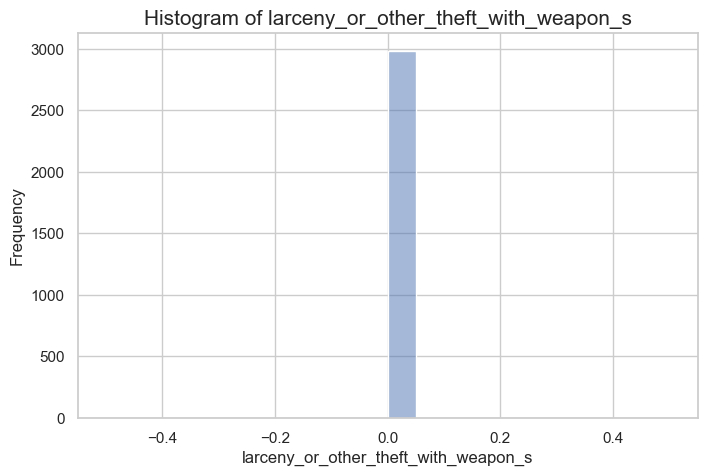 Histogram of larceny_or_other_theft_with_weapon_s
3000
2500
2000
1500
1000
500
0
Frequency
−0.4 −0.2 0.0 0.2 0.4
larceny_or_other_theft_with_weapon_s